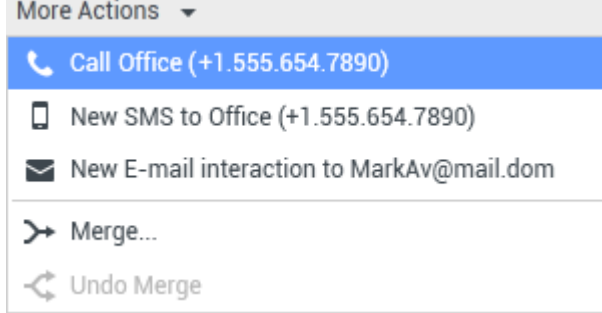 More Actions
Call Office (+1.555.654.7890)
New SMS to Office (+1.555.654.7890)
New E-mail interaction to MarkAv@mail.dom
Merge...
Undo Merge